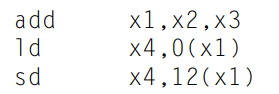 add x1,x2,x3
ld x4,0(x1)
sd x4,12(x1)